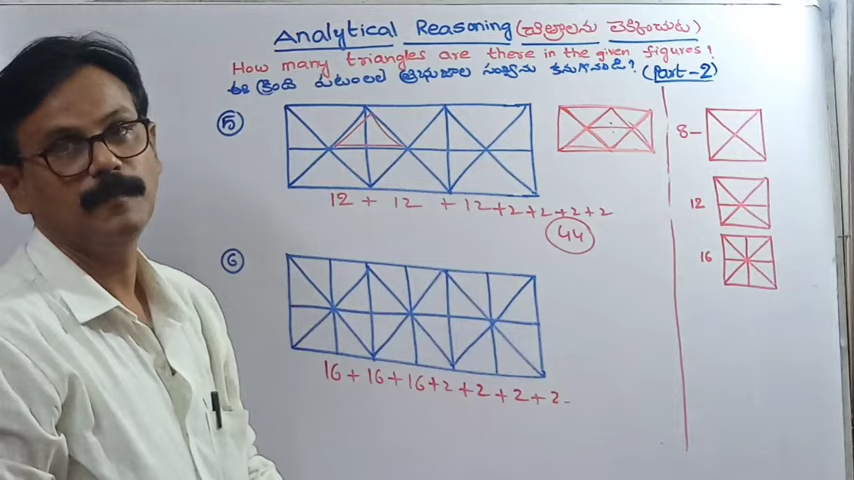 Analytical Reasoning (చిత్రాలను లెక్కించుట)
How many triangles are there in the given figures?
ఈ క్రింది పటంలలో త్రిభుజాల సంఖ్యను కనుగొనండి? (Part-2)
5
8-
12
12 + 12 + 12+2+2+2+2
44
16
6
16+16+16+2+2+2+2-